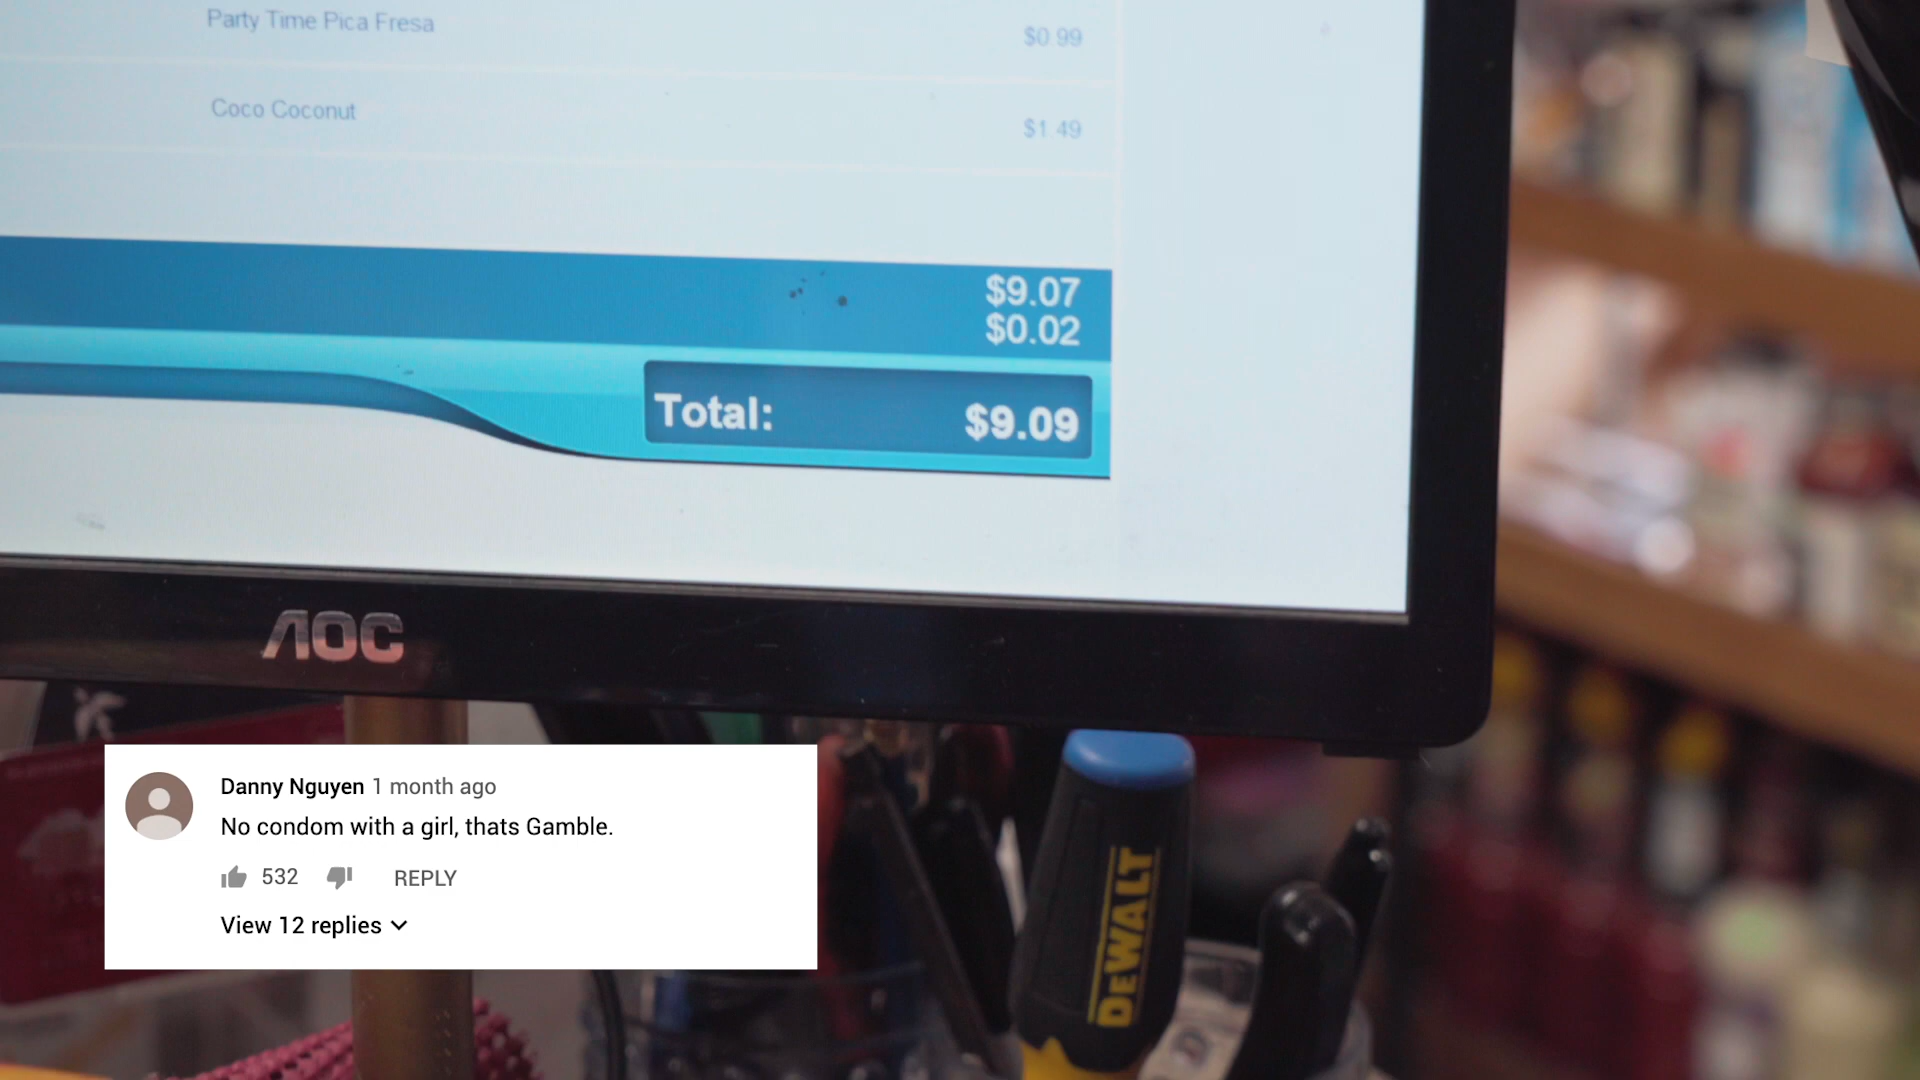 Party Time Pica Fresa
$0.99
Coco Coconut
$1.49
$9.07
$0.02
Total: $9.09
AOC
Danny Nguyen 1 month ago
No condom with a girl, thats Gamble.
532 REPLY
View 12 replies
DEWALT